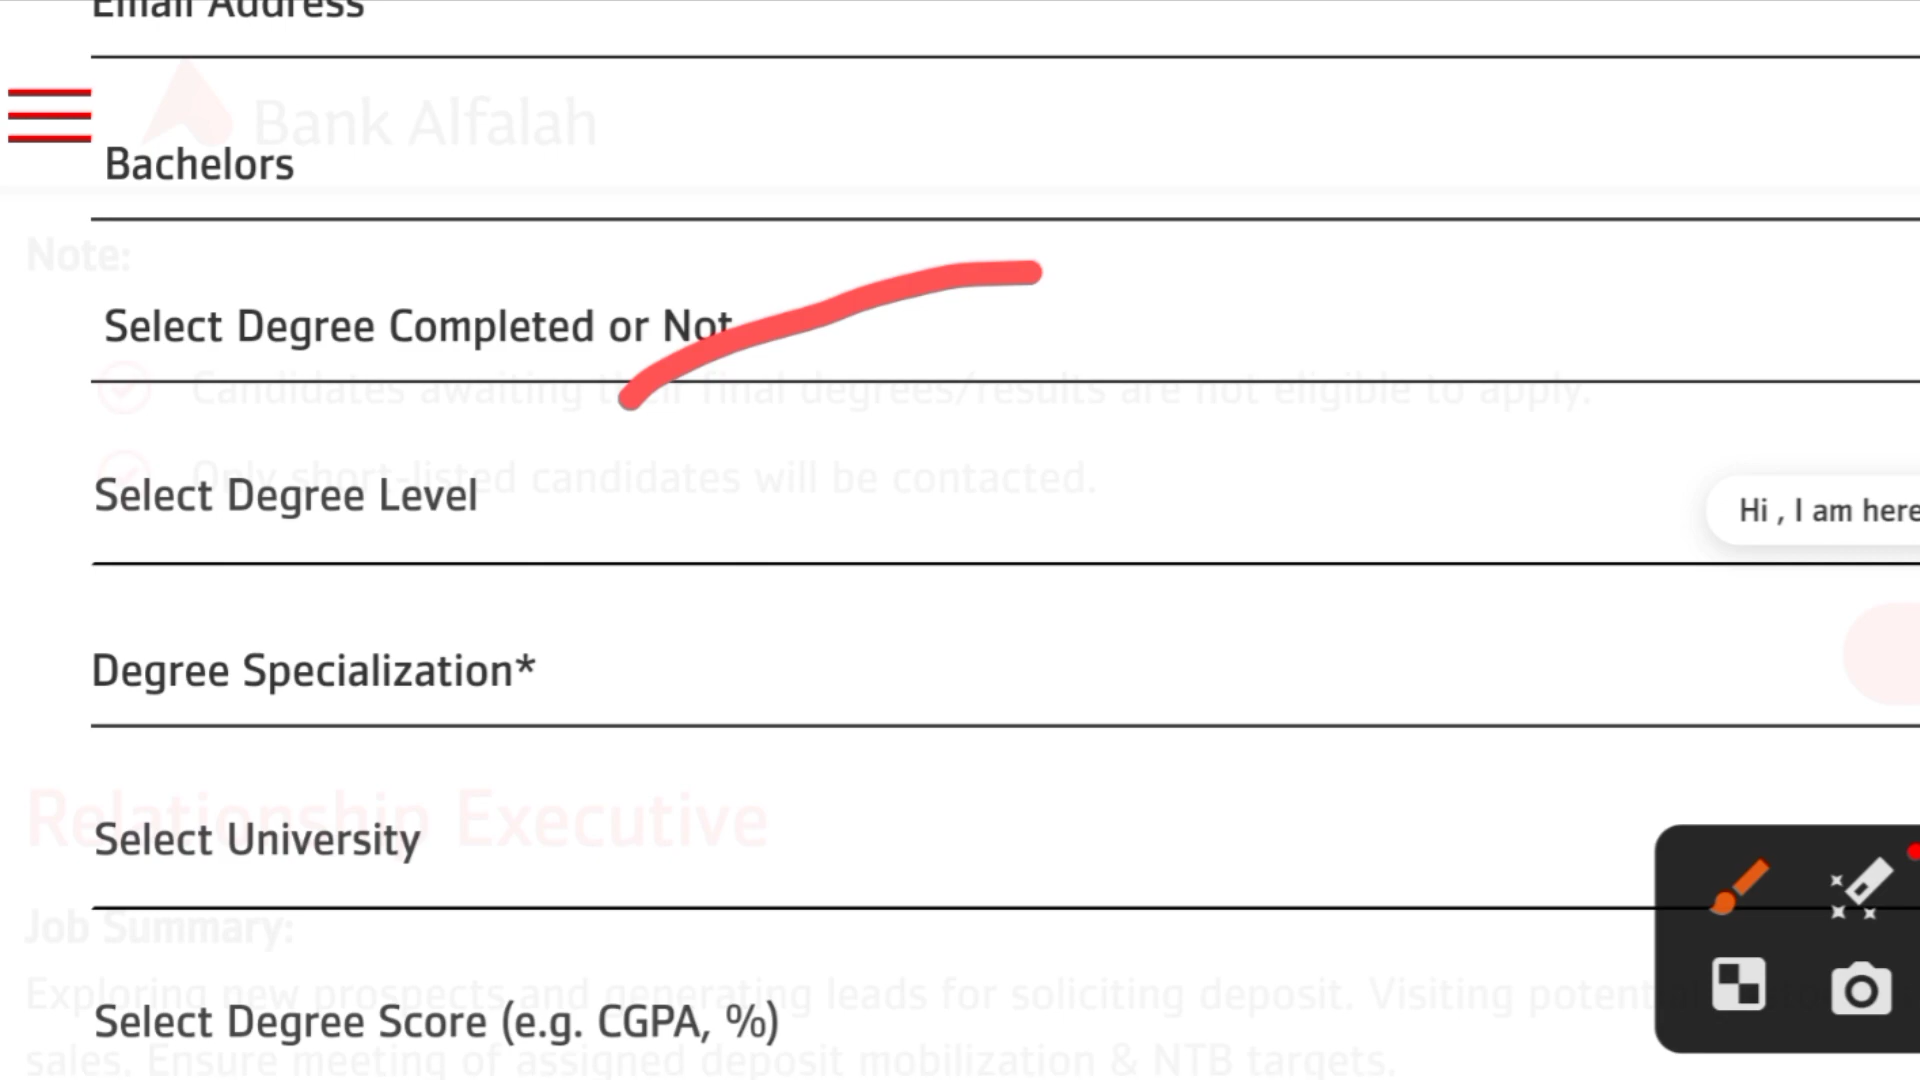 Email Address
Bank Alfalah
Bachelors
Note:
Select Degree Completed or Not
Candidates awaiting their final degrees/results are not eligible to apply.
Only short-listed candidates will be contacted.
Select Degree Level
Hi , I am here
Degree Specialization*
Relationship Executive
Select University
Job Summary:
Exploring new prospects and generating leads for soliciting deposit. Visiting
Select Degree Score (e.g. CGPA, %)
sales. Ensure meeting of assigned deposit mobilization & NTB targets.